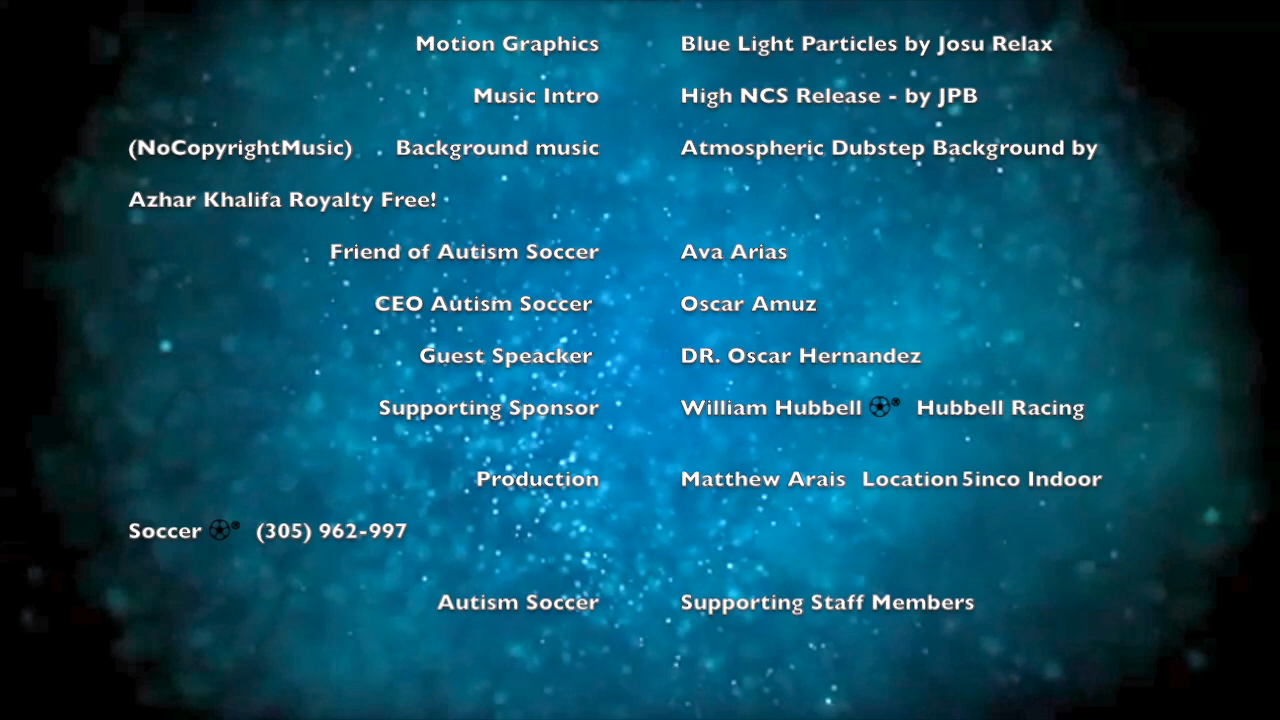 Motion Graphics Blue Light Particles by Josu Relax
Music Intro High NCS Release - by JPB
(NoCopyrightMusic) Background music Atmospheric Dubstep Background by
Azhar Khalifa Royalty Free!
Friend of Autism Soccer Ava Arias
CEO Autism Soccer Oscar Amuz
Guest Speacker DR. Oscar Hernandez
Supporting Sponsor William Hubbell ⚽® Hubbell Racing
Production Matthew Arais Location 5inco Indoor
Soccer ⚽® (305) 962-997
Autism Soccer Supporting Staff Members